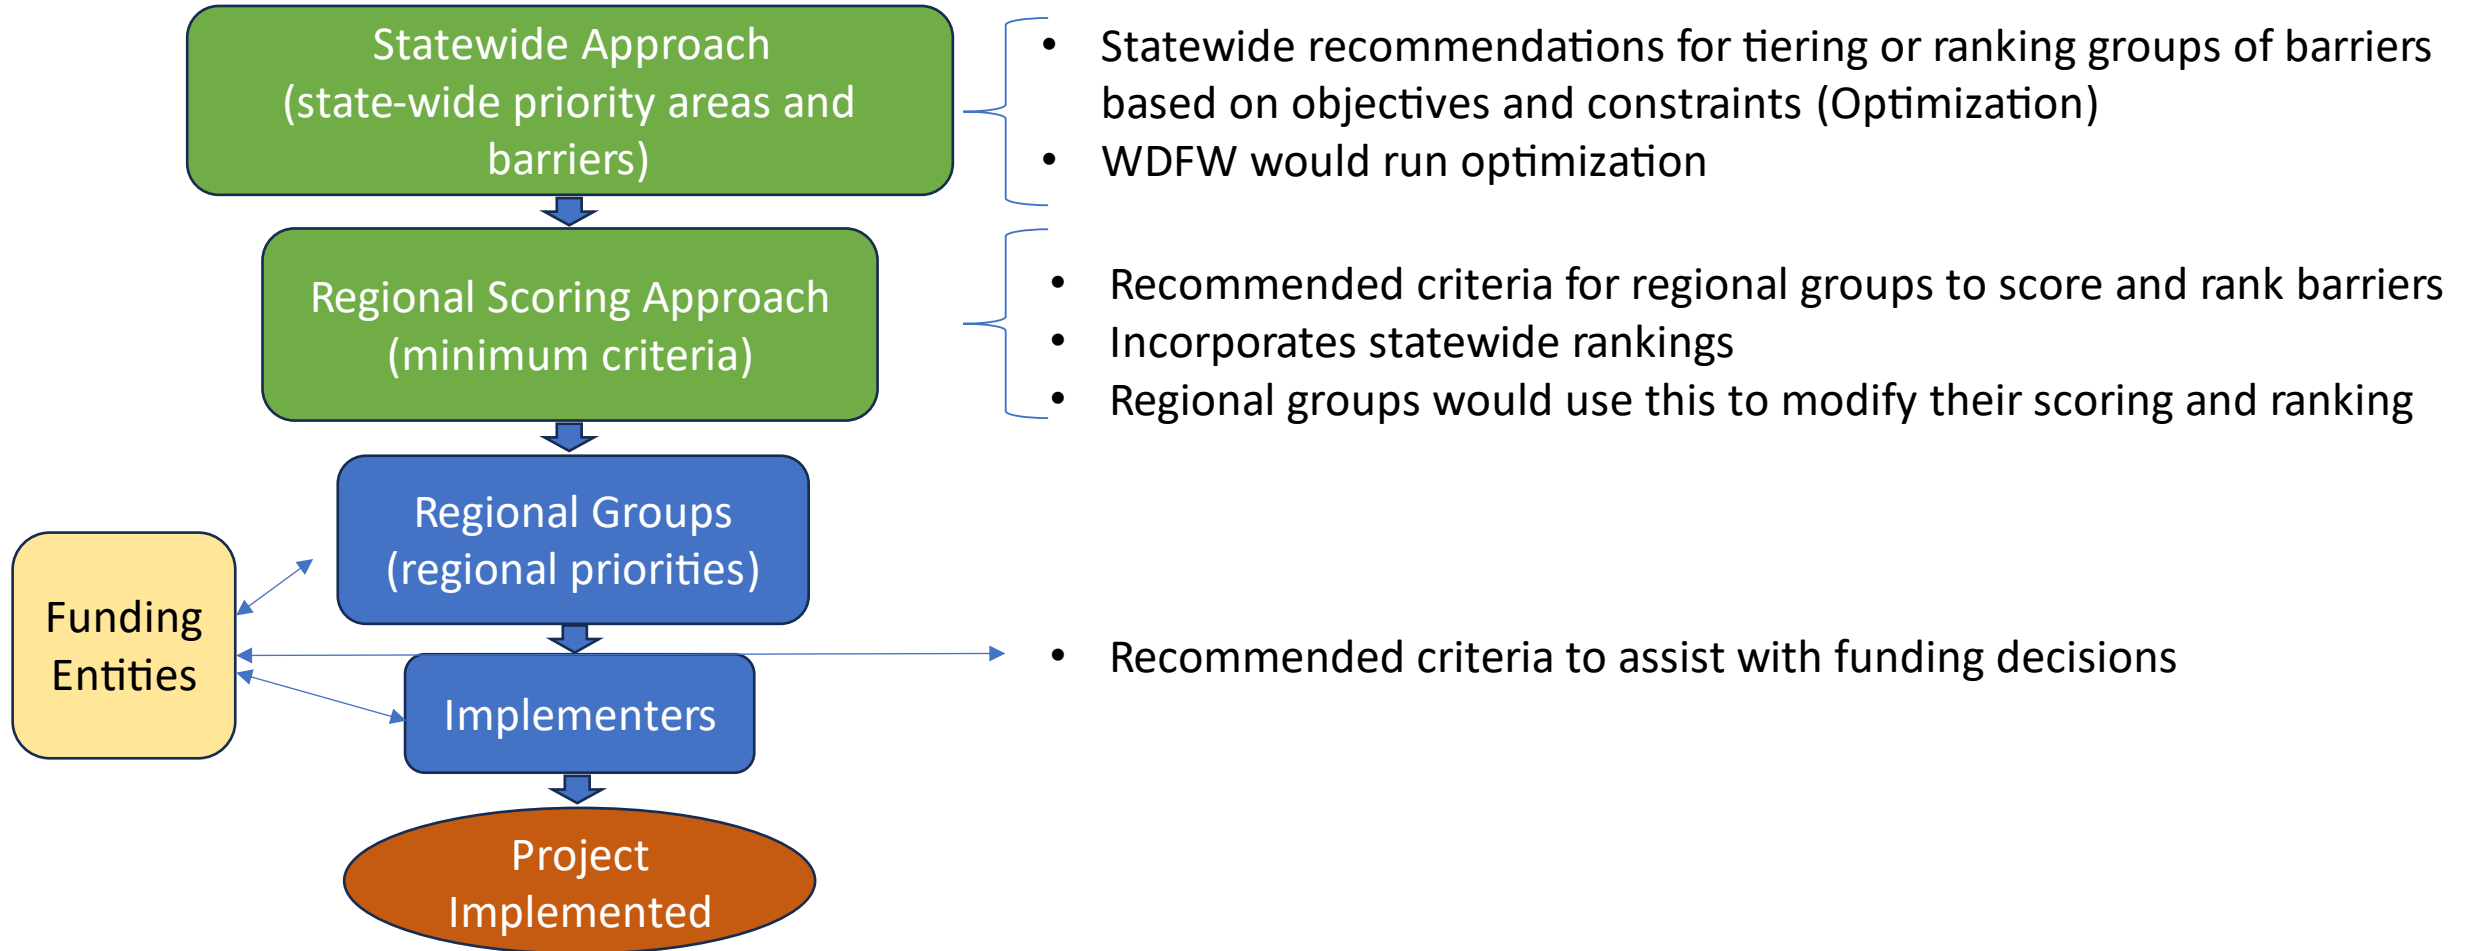 Statewide Approach
(state-wide priority areas and
barriers)
• Statewide recommendations for tiering or ranking groups of barriers
based on objectives and constraints (Optimization)
• WDFW would run optimization
Regional Scoring Approach
(minimum criteria)
• Recommended criteria for regional groups to score and rank barriers
• Incorporates statewide rankings
• Regional groups would use this to modify their scoring and ranking
Regional Groups
(regional priorities)
Funding
Entities
• Recommended criteria to assist with funding decisions
Implementers
Project
Implemented